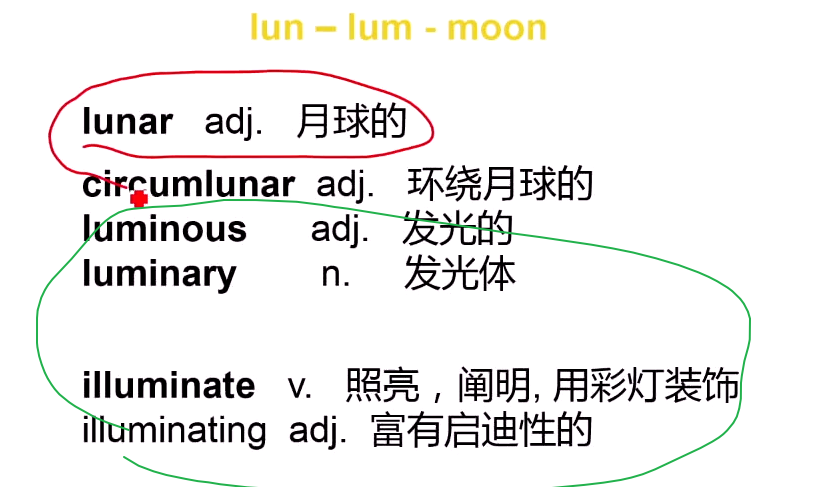 lun – lum - moon
lunar adj. 月球的
circumlunar adj. 环绕月球的
luminous adj. 发光的
luminary n. 发光体
illuminate v. 照亮，阐明, 用彩灯装饰
illuminating adj. 富有启迪性的